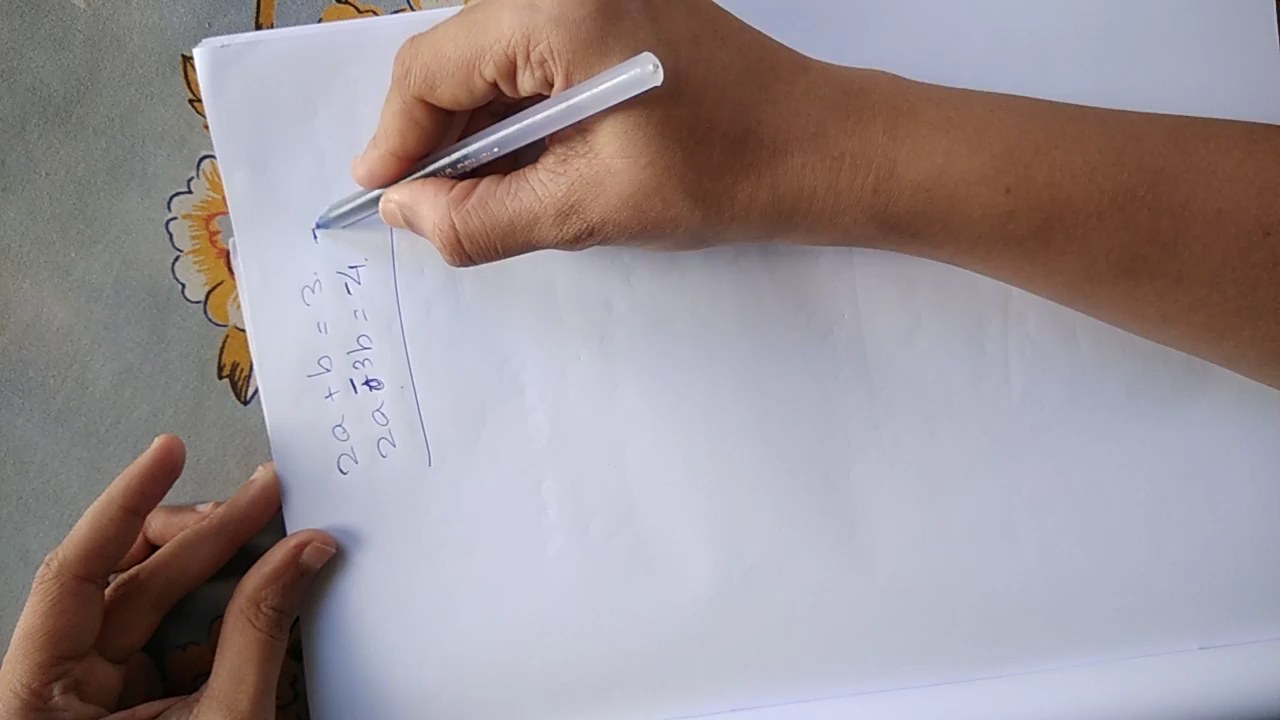 2a + b = 3.
2a - 3b = -4.